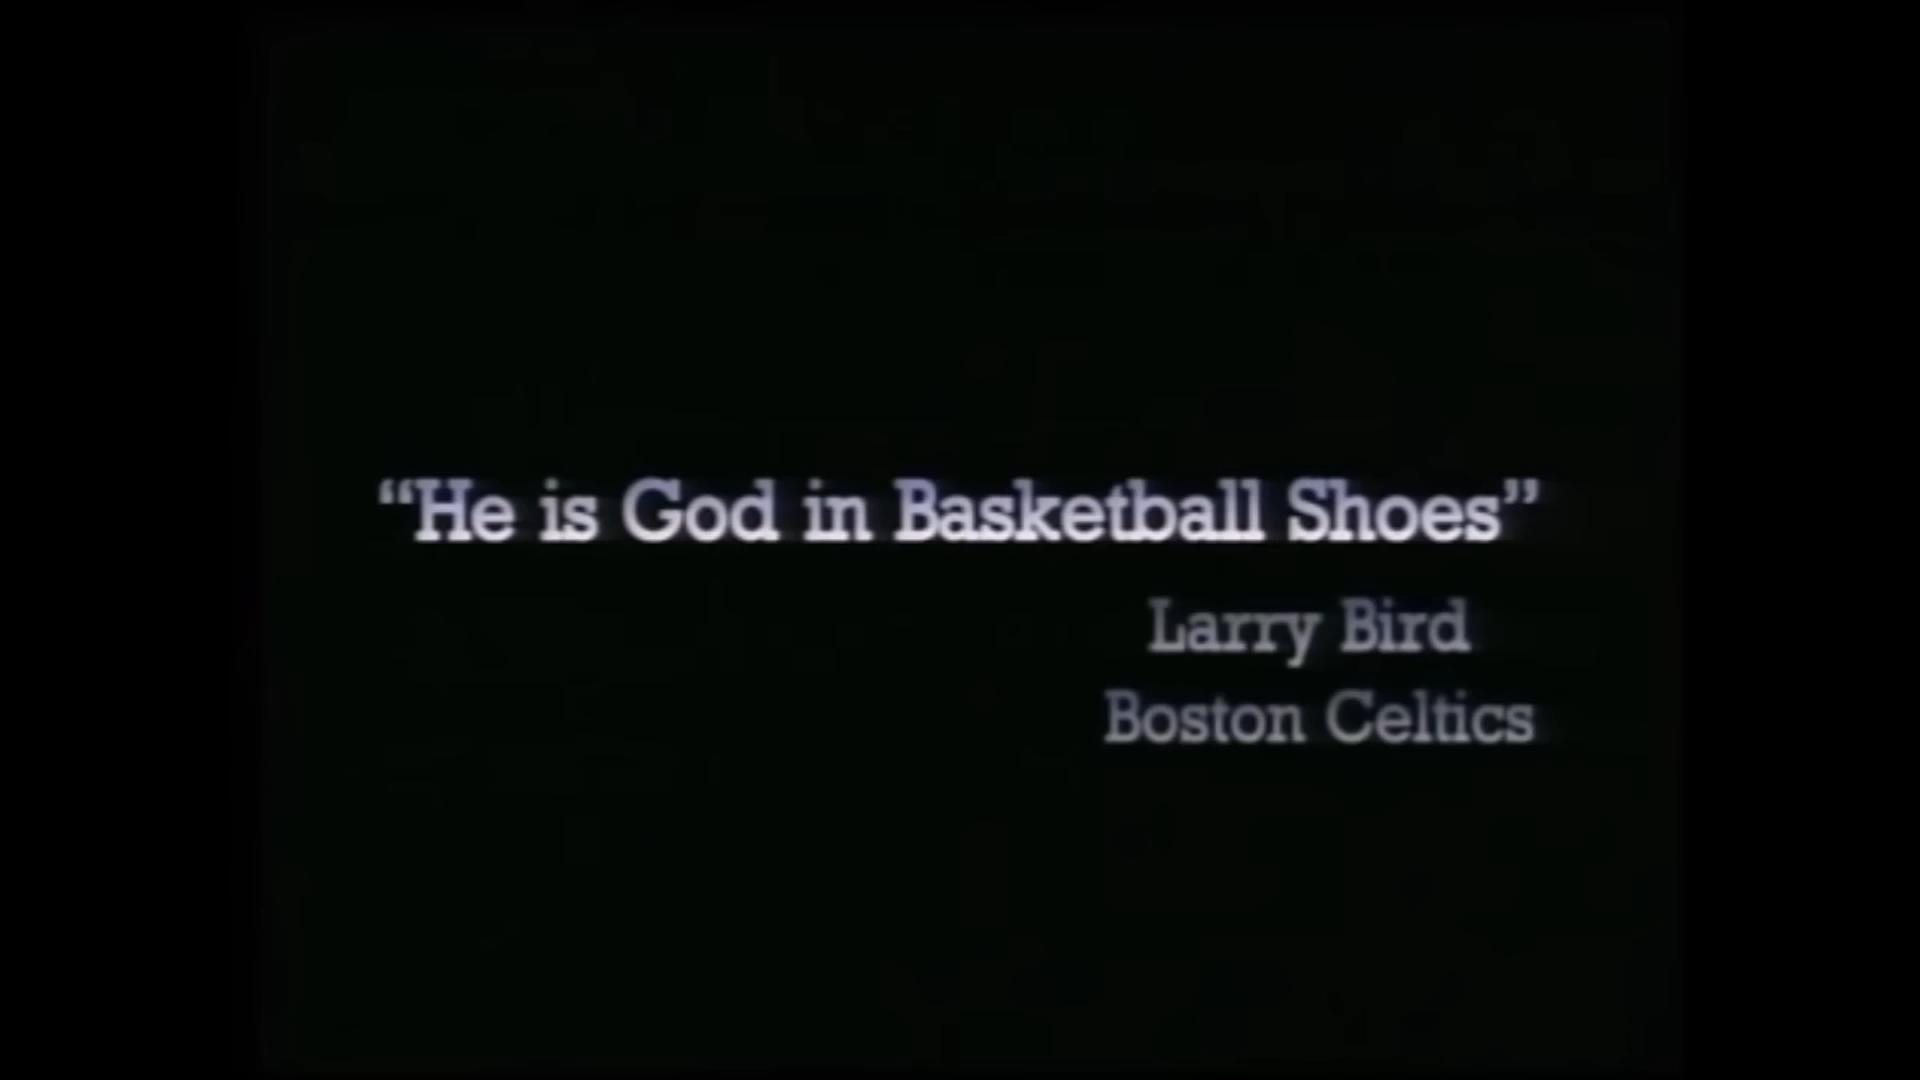 “He is God in Basketball Shoes”
Larry Bird
Boston Celtics